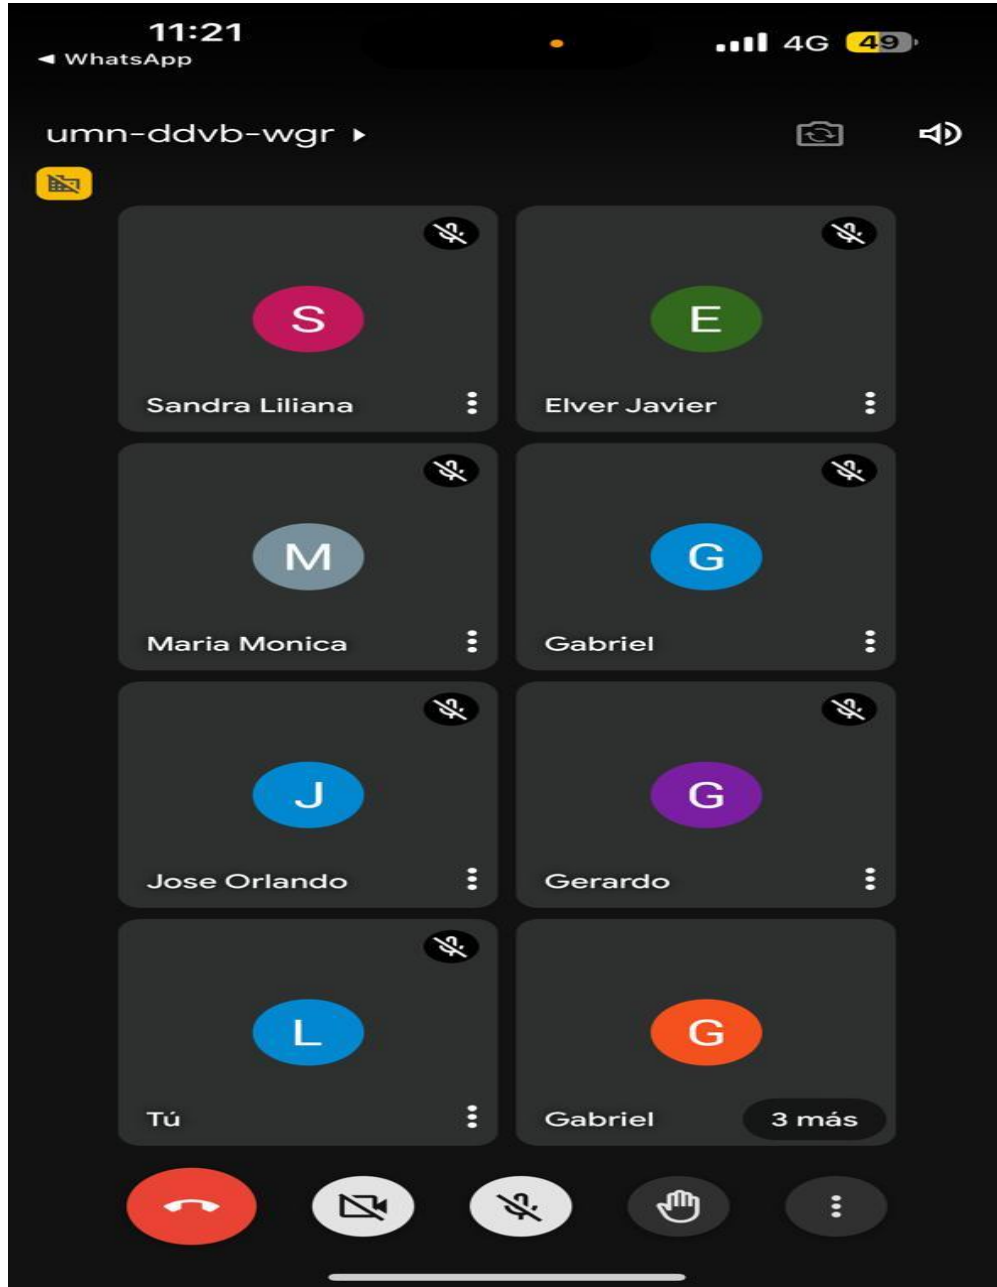 11:21
4G 49
◄ WhatsApp
umn-ddvb-wgr
S
E
Sandra Liliana
Elver Javier
M
G
Maria Monica
Gabriel
J
G
Jose Orlando
Gerardo
L
G
Tú
Gabriel
3 más